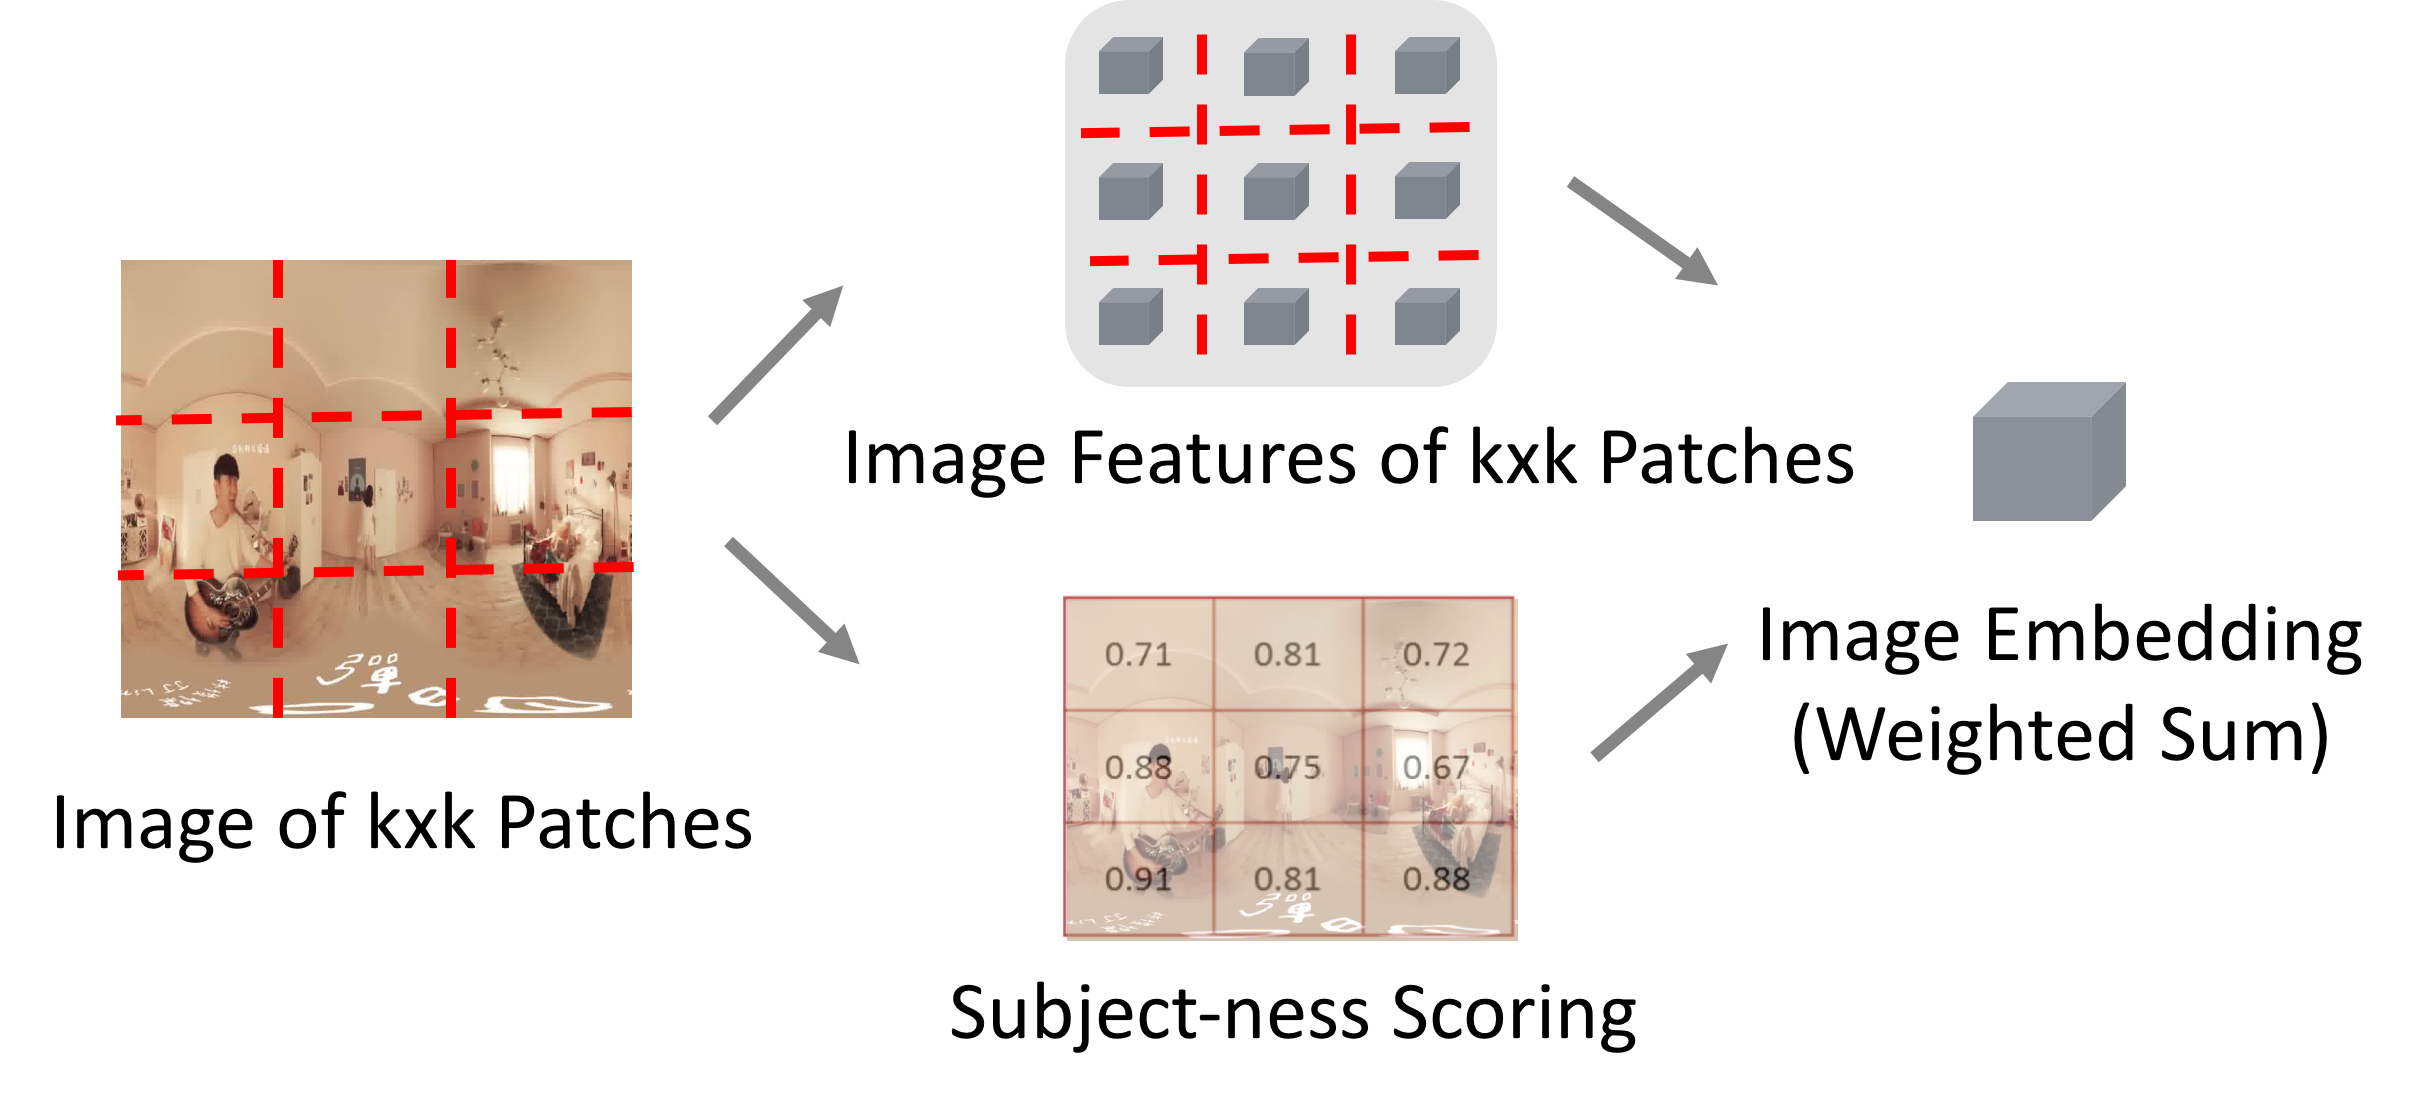 Image of kxk Patches
Image Features of kxk Patches
0.71 0.81 0.72
0.88 0.75 0.67
0.91 0.81 0.88
Subject-ness Scoring
Image Embedding
(Weighted Sum)